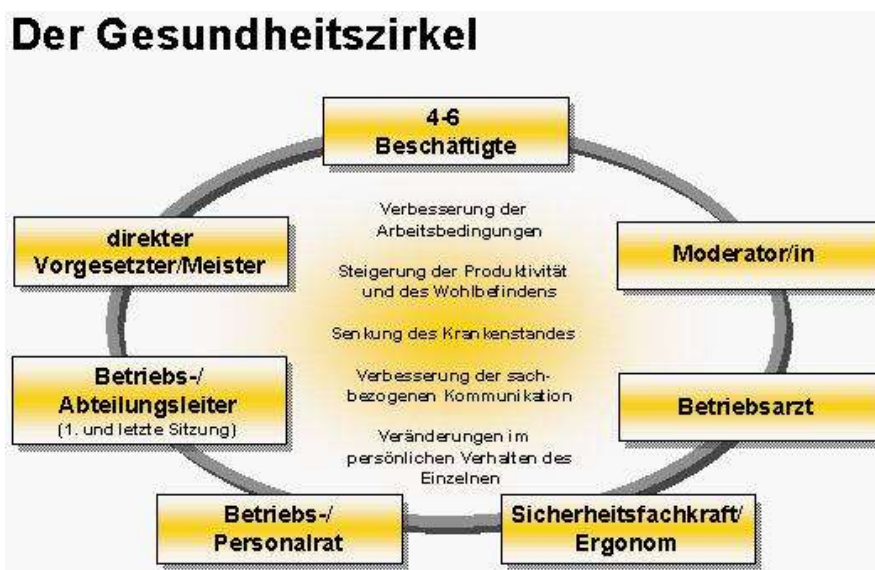 Der Gesundheitszirkel
4-6
Beschäftigte
direkter
Vorgesetzter/Meister
Moderator/in
Betriebs-/
Abteilungsleiter
(1. und letzte Sitzung)
Betriebsarzt
Betriebs-/
Personalrat
Sicherheitsfachkraft/
Ergonom
Verbesserung der
Arbeitsbedingungen
Steigerung der Produktivität
und des Wohlbefindens
Senkung des Krankenstandes
Verbesserung der sach-
bezogenen Kommunikation
Veränderungen im
persönlichen Verhalten des
Einzelnen